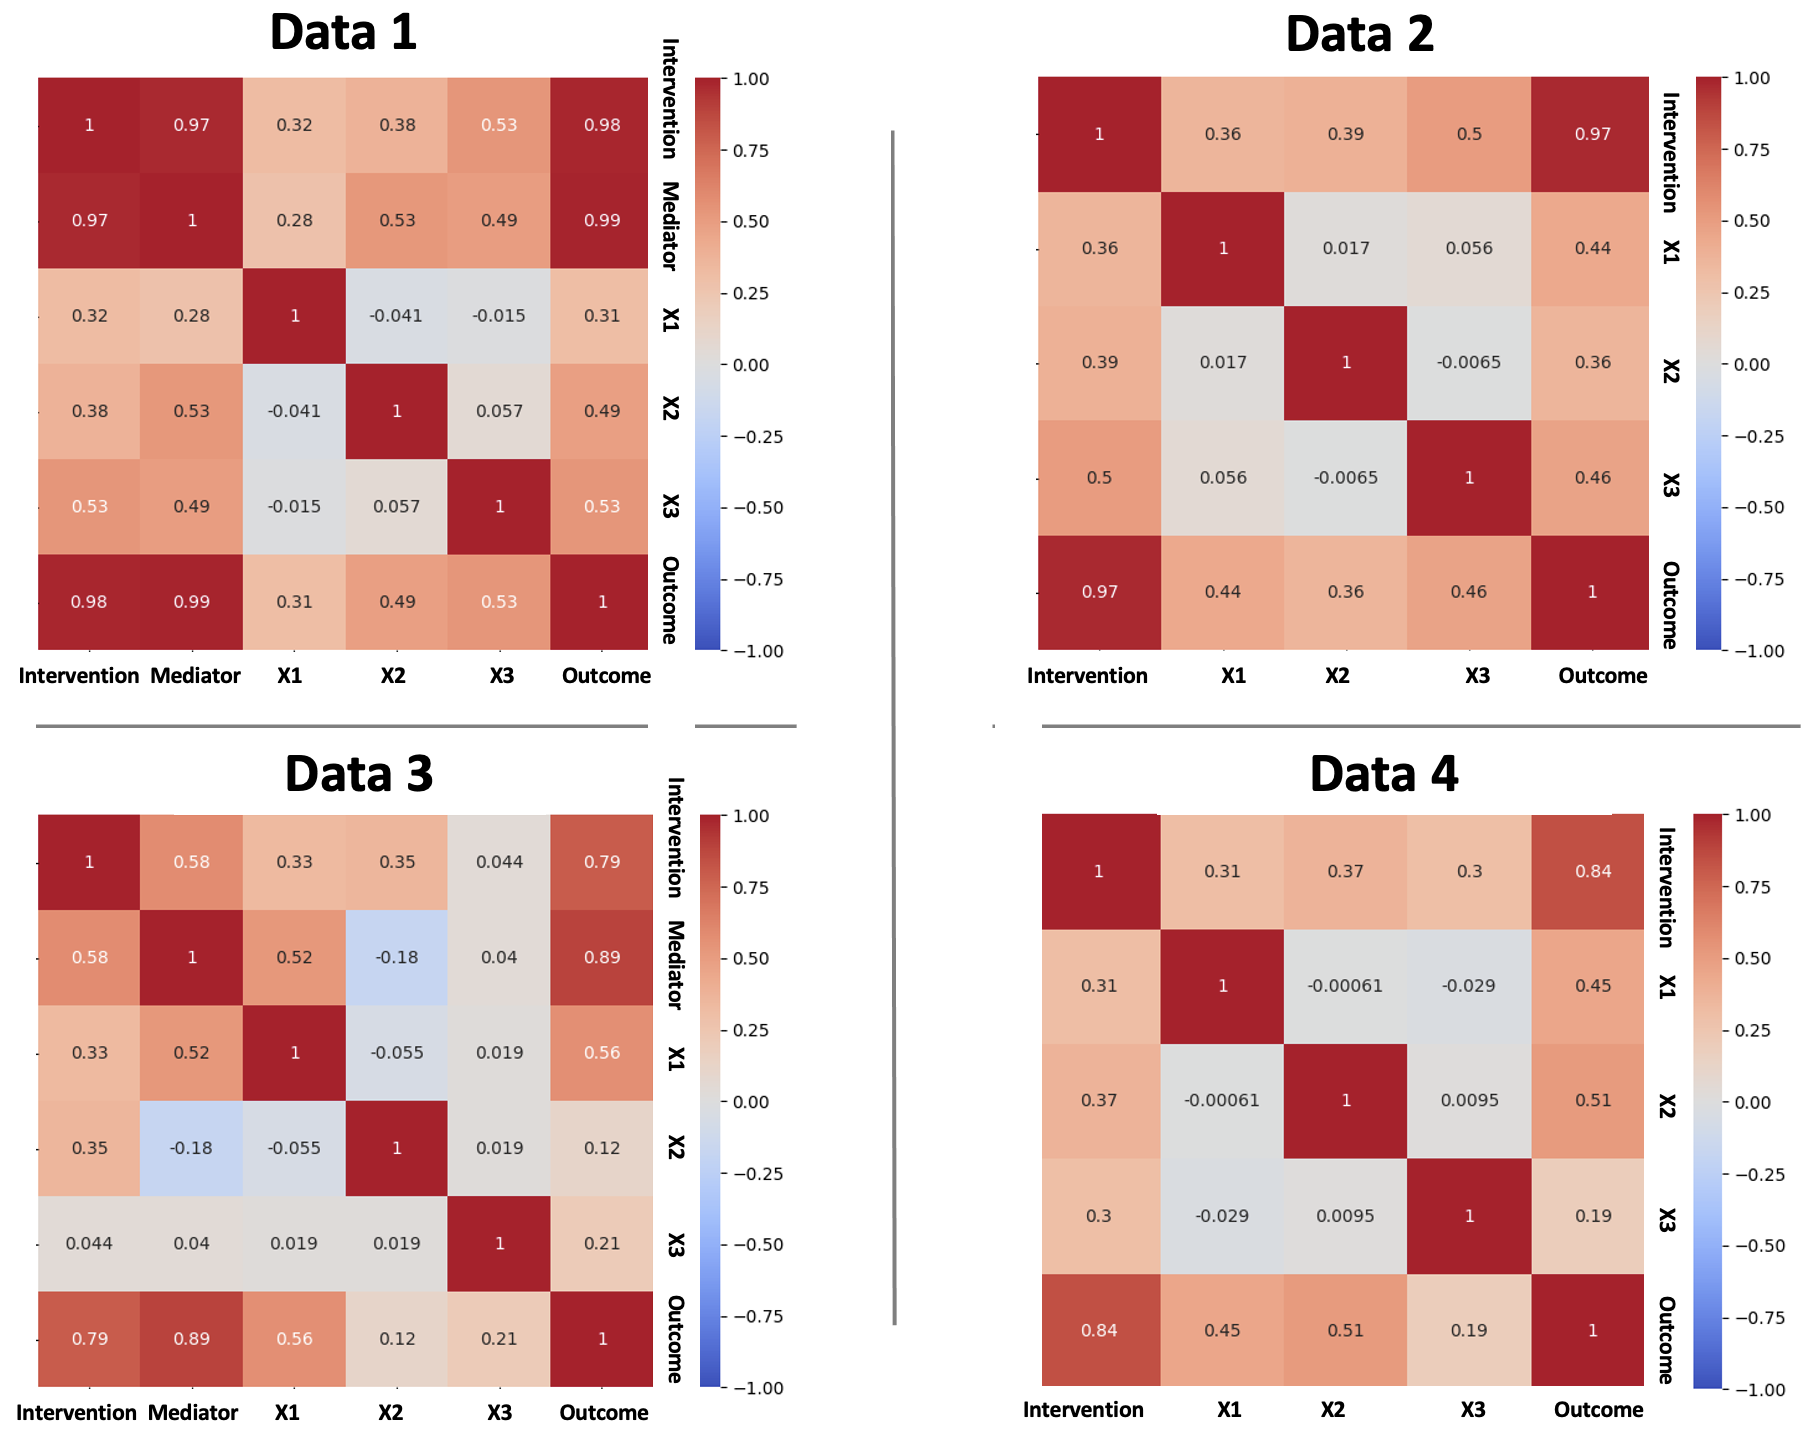 Data 1
1 0.97 0.32 0.38 0.53 0.98
0.97 1 0.28 0.53 0.49 0.99
0.32 0.28 1 -0.041 -0.015 0.31
0.38 0.53 -0.041 1 0.057 0.49
0.53 0.49 -0.015 0.057 1 0.53
0.98 0.99 0.31 0.49 0.53 1
Intervention Mediator X1 X2 X3 Outcome
Intervention
Mediator
X1
X2
X3
Outcome
1.00
0.75
0.50
0.25
0.00
−0.25
−0.50
−0.75
−1.00
Data 2
1 0.36 0.39 0.5 0.97
0.36 1 0.017 0.056 0.44
0.39 0.017 1 -0.0065 0.36
0.5 0.056 -0.0065 1 0.46
0.97 0.44 0.36 0.46 1
Intervention X1 X2 X3 Outcome
Intervention
X1
X2
X3
Outcome
1.00
0.75
0.50
0.25
0.00
−0.25
−0.50
−0.75
−1.00
Data 3
1 0.58 0.33 0.35 0.044 0.79
0.58 1 0.52 -0.18 0.04 0.89
0.33 0.52 1 -0.055 0.019 0.56
0.35 -0.18 -0.055 1 0.019 0.12
0.044 0.04 0.019 0.019 1 0.21
0.79 0.89 0.56 0.12 0.21 1
Intervention Mediator X1 X2 X3 Outcome
Intervention
Mediator
X1
X2
X3
Outcome
1.00
0.75
0.50
0.25
0.00
−0.25
−0.50
−0.75
−1.00
Data 4
1 0.31 0.37 0.3 0.84
0.31 1 -0.00061 -0.029 0.45
0.37 -0.00061 1 0.0095 0.51
0.3 -0.029 0.0095 1 0.19
0.84 0.45 0.51 0.19 1
Intervention X1 X2 X3 Outcome
Intervention
X1
X2
X3
Outcome
1.00
0.75
0.50
0.25
0.00
−0.25
−0.50
−0.75
−1.00